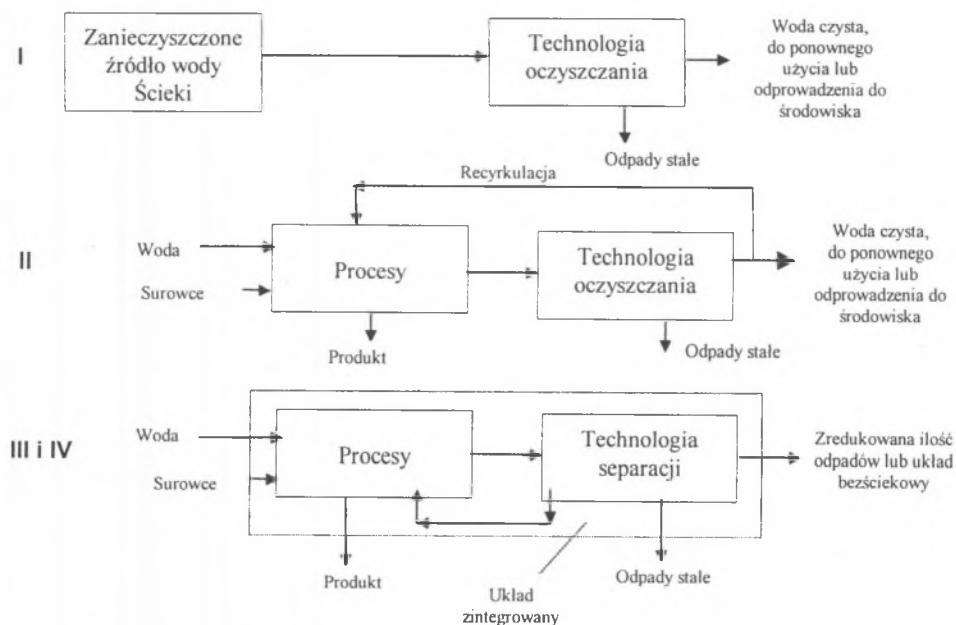 I
Zanieczyszczone
źródło wody
Ścieki
Technologia
oczyszczania
Woda czysta,
do ponownego
użycia lub
odprowadzenia do
środowiska
Odpady stałe
Recyrkulacja
II
Woda
Surowce
Procesy
Technologia
oczyszczania
Woda czysta,
do ponownego
użycia lub
odprowadzenia do
środowiska
Produkt
Odpady stałe
III i IV
Woda
Surowce
Procesy
Technologia
separacji
Zredukowana ilość
odpadów lub układ
bezściekowy
Produkt
Układ
zintegrowany
Odpady stałe